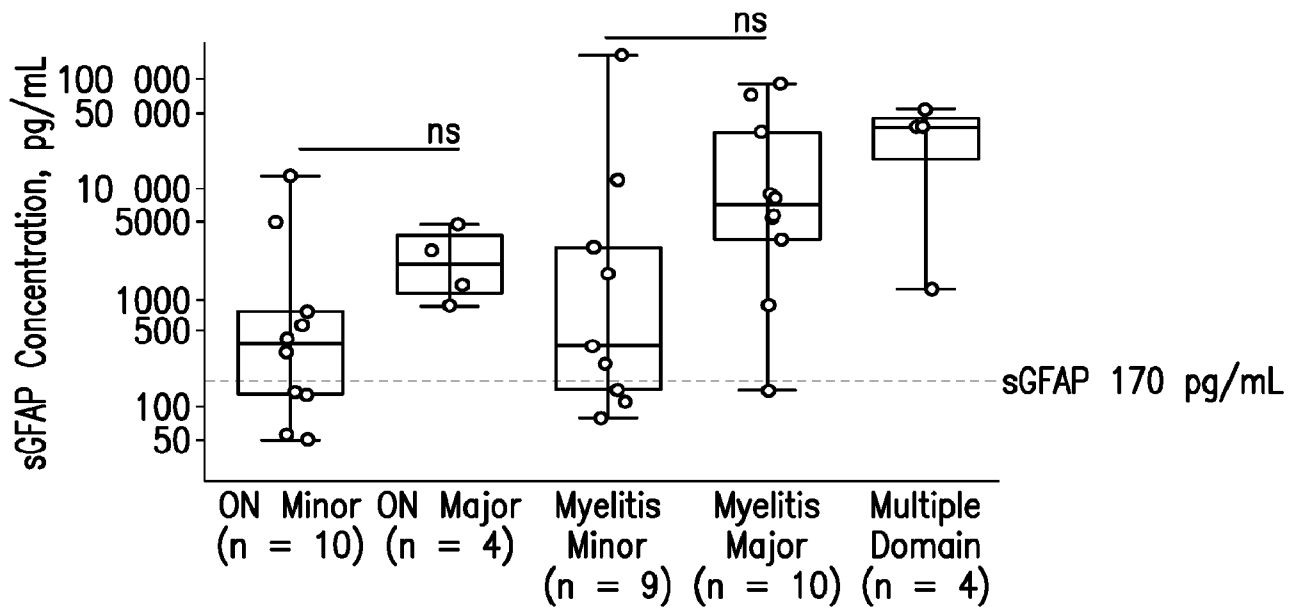 sGFAP Concentration, pg/mL
100 000
50 000
10 000
5000
1000
500
100
50
ns
ns
sGFAP 170 pg/mL
ON Minor
(n = 10)
ON Major
(n = 4)
Myelitis
Minor
(n = 9)
Myelitis
Major
(n = 10)
Multiple
Domain
(n = 4)